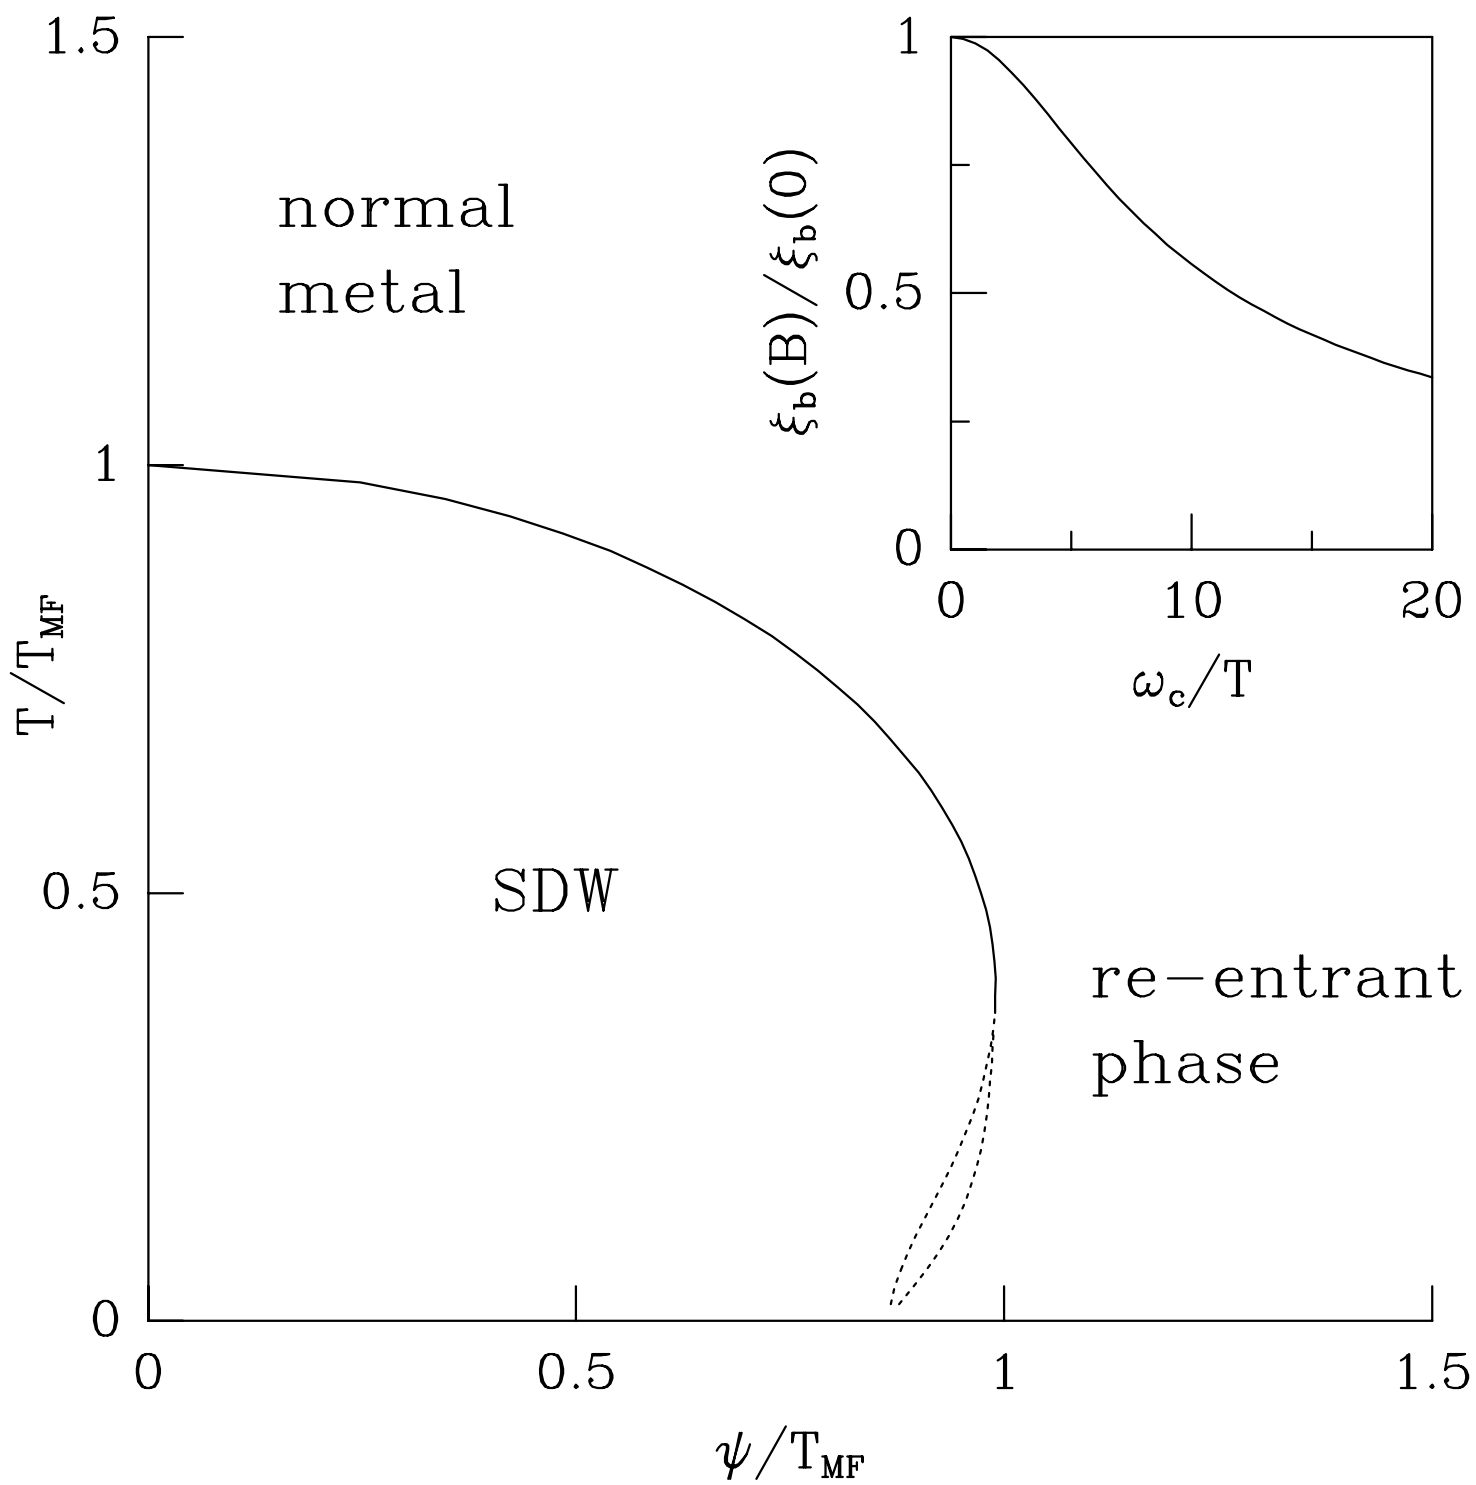 1.5
1
0.5
0
T/T_MF
normal
metal
SDW
re-entrant
phase
0
0.5
1
1.5
ψ/T_MF
1
0.5
0
ξ_b(B)/ξ_b(0)
0
10
20
ω_c/T